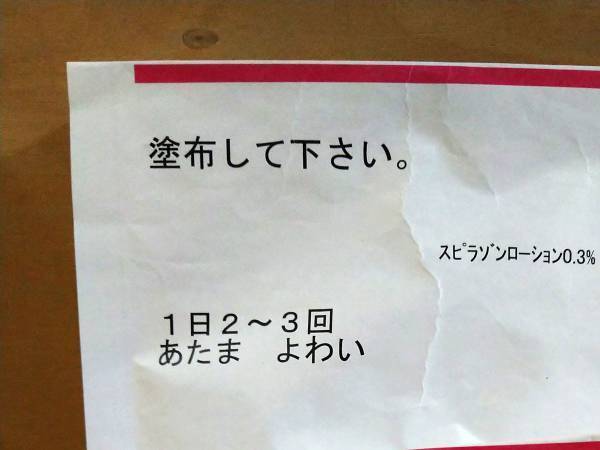 塗布して下さい。
ｽﾋﾟﾗｿﾞﾝﾛｰｼｮﾝ0.3%
１日２～３回
あたま　よわい